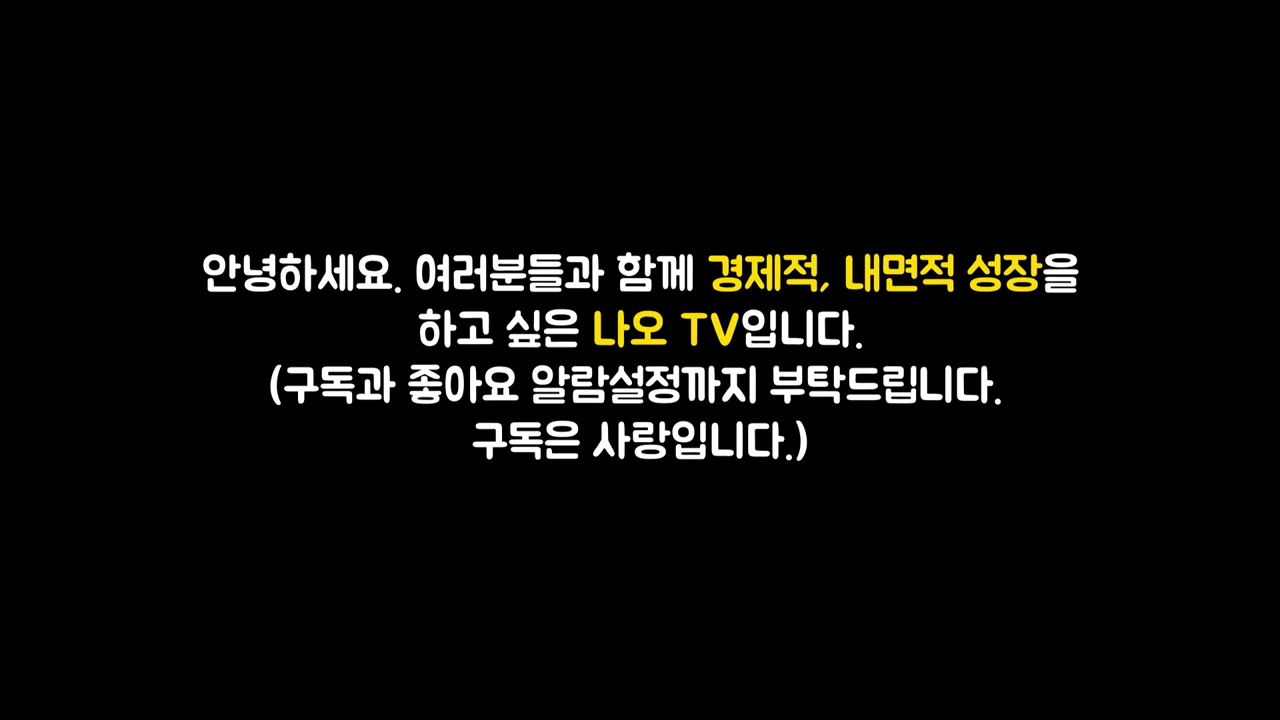 안녕하세요. 여러분들과 함께 경제적, 내면적 성장을
하고 싶은 나오 TV입니다.
(구독과 좋아요 알람설정까지 부탁드립니다.
구독은 사랑입니다.)